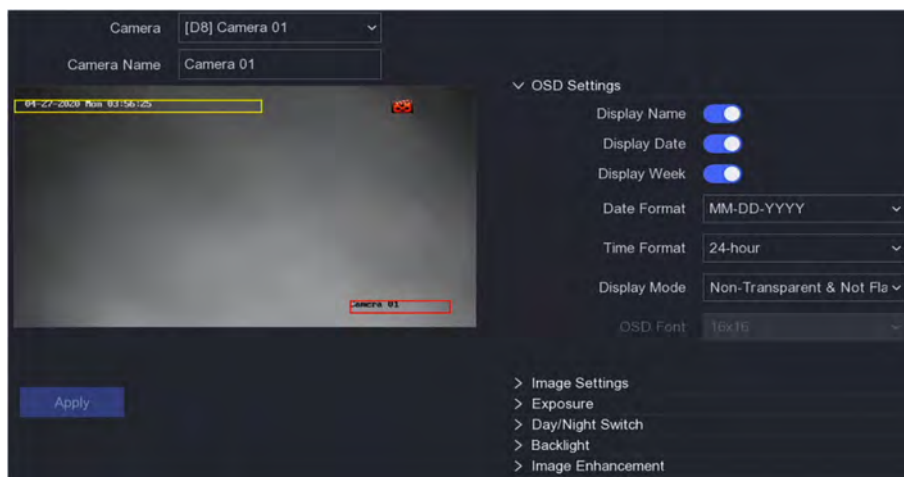 Camera [D8] Camera 01
Camera Name Camera 01
04-27-2020 Mon 03:56:25
Camera 01
Apply
OSD Settings
Display Name
Display Date
Display Week
Date Format MM-DD-YYYY
Time Format 24-hour
Display Mode Non-Transparent & Not Fla
OSD Font 16x16
Image Settings
Exposure
Day/Night Switch
Backlight
Image Enhancement